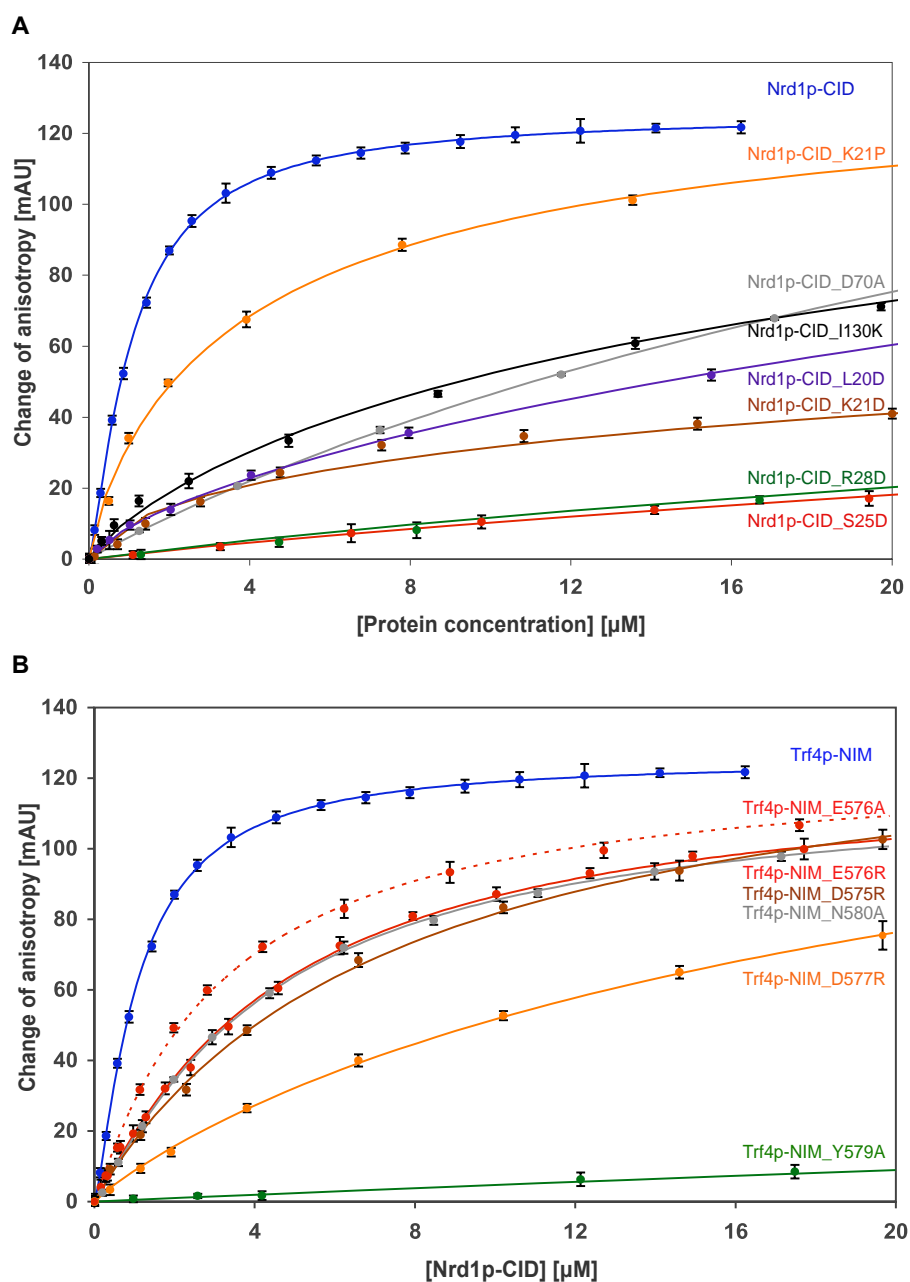 A
Change of anisotropy [mAU]
140
120
100
80
60
40
20
0
Nrd1p-CID
Nrd1p-CID_K21P
Nrd1p-CID_D70A
Nrd1p-CID_I130K
Nrd1p-CID_L20D
Nrd1p-CID_K21D
Nrd1p-CID_R28D
Nrd1p-CID_S25D
0 4 8 12 16 20
[Protein concentration] [µM]
B
Change of anisotropy [mAU]
140
120
100
80
60
40
20
0
Trf4p-NIM
Trf4p-NIM_E576A
Trf4p-NIM_E576R
Trf4p-NIM_D575R
Trf4p-NIM_N580A
Trf4p-NIM_D577R
Trf4p-NIM_Y579A
0 4 8 12 16 20
[Nrd1p-CID] [µM]